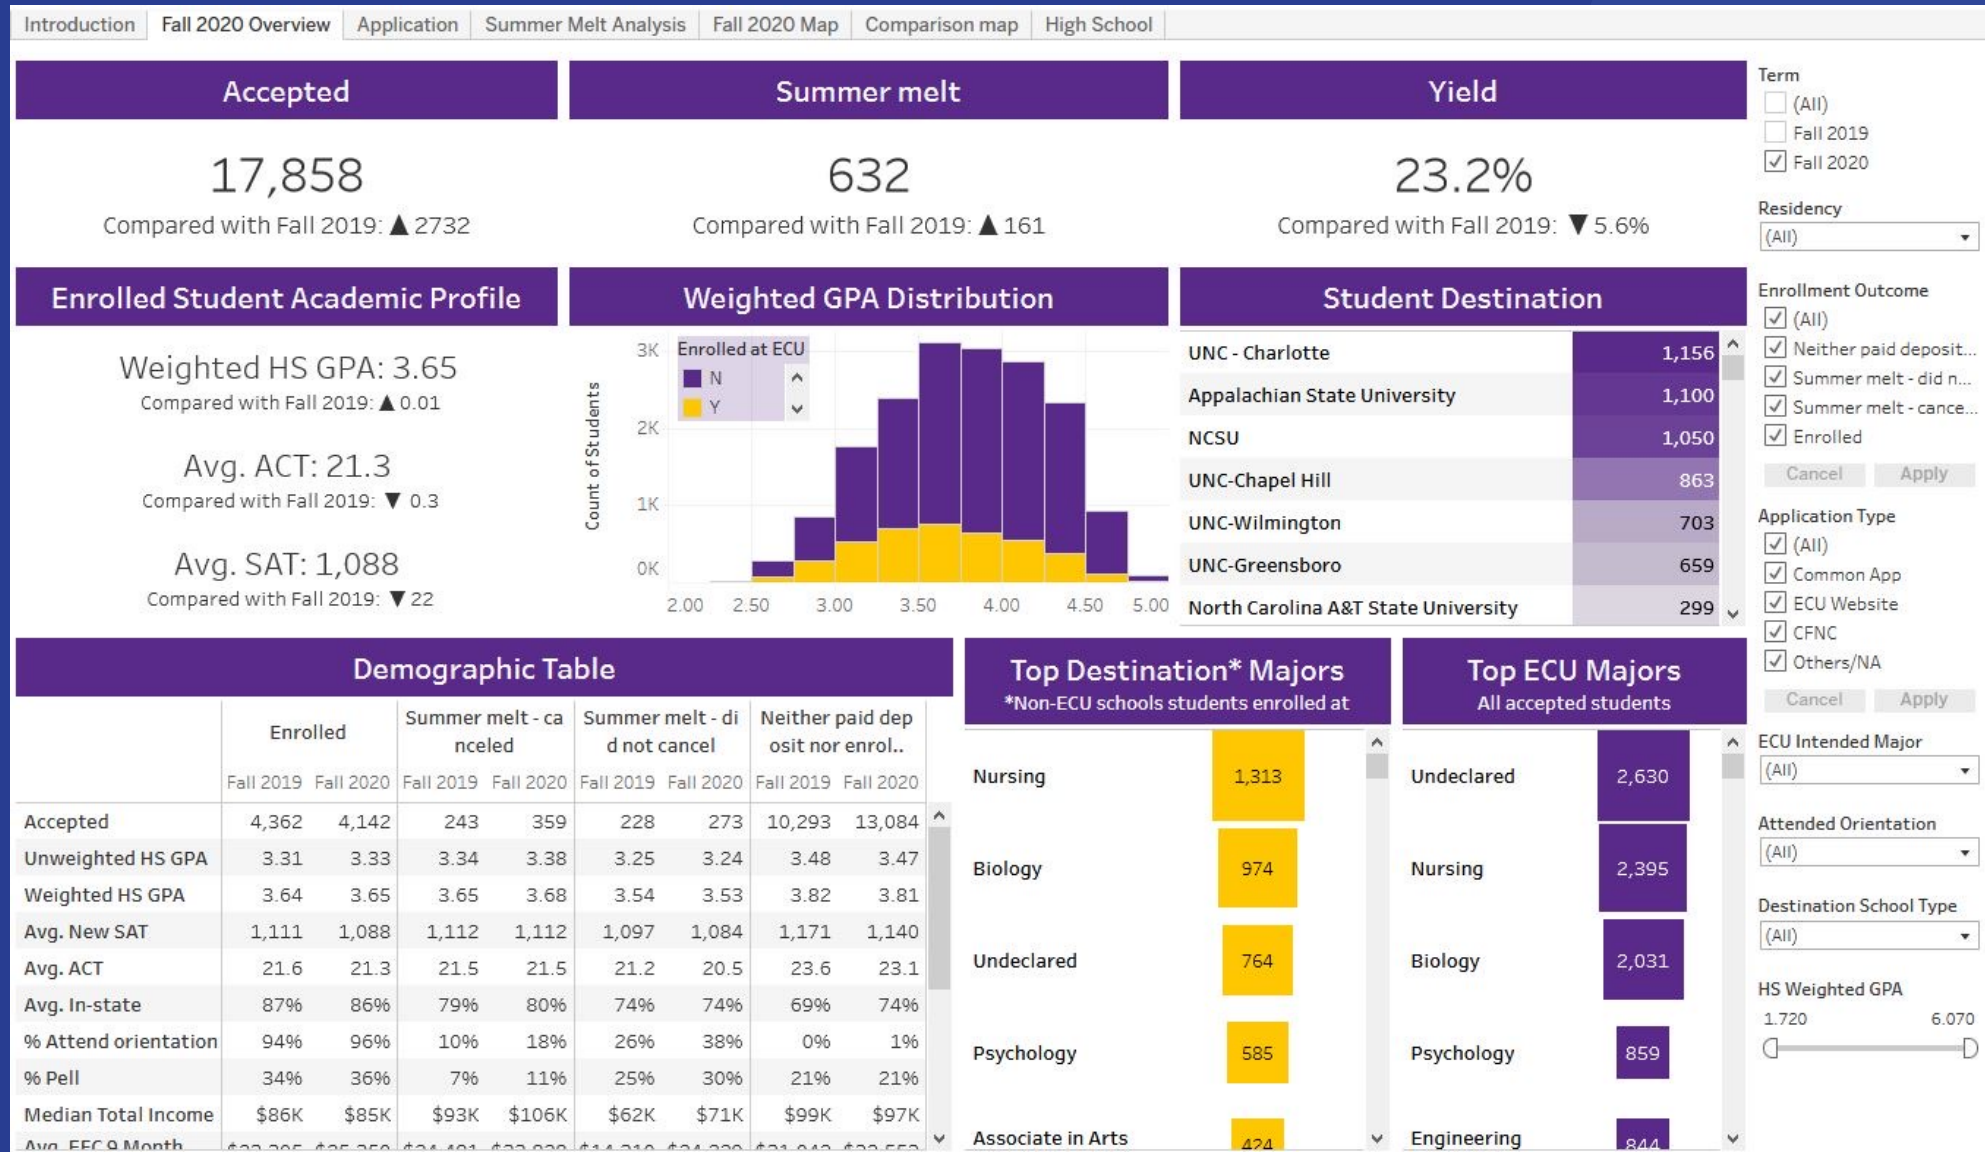 Introduction Fall 2020 Overview Application Summer Melt Analysis Fall 2020 Map Comparison map High School
Accepted
17,858
Compared with Fall 2019: ▲ 2732
Summer melt
632
Compared with Fall 2019: ▲ 161
Yield
23.2%
Compared with Fall 2019: ▼ 5.6%
Enrolled Student Academic Profile
Weighted HS GPA: 3.65
Compared with Fall 2019: ▲ 0.01
Avg. ACT: 21.3
Compared with Fall 2019: ▼ 0.3
Avg. SAT: 1,088
Compared with Fall 2019: ▼ 22
Weighted GPA Distribution
Enrolled at ECU
N
Y
Count of Students
3K
2K
1K
0K
2.00 2.50 3.00 3.50 4.00 4.50 5.00
Student Destination
UNC - Charlotte 1,156
Appalachian State University 1,100
NCSU 1,050
UNC-Chapel Hill 863
UNC-Wilmington 703
UNC-Greensboro 659
North Carolina A&T State University 299
Demographic Table
Enrolled Summer melt - ca Summer melt - di Neither paid dep
nceled d not cancel osit nor enrol..
Fall 2019 Fall 2020 Fall 2019 Fall 2020 Fall 2019 Fall 2020 Fall 2019 Fall 2020
Accepted 4,362 4,142 243 359 228 273 10,293 13,084
Unweighted HS GPA 3.31 3.33 3.34 3.38 3.25 3.24 3.48 3.47
Weighted HS GPA 3.64 3.65 3.65 3.68 3.54 3.53 3.82 3.81
Avg. New SAT 1,111 1,088 1,112 1,112 1,097 1,084 1,171 1,140
Avg. ACT 21.6 21.3 21.5 21.5 21.2 20.5 23.6 23.1
Avg. In-state 87% 86% 79% 80% 74% 74% 69% 74%
% Attend orientation 94% 96% 10% 18% 26% 38% 0% 1%
% Pell 34% 36% 7% 11% 25% 30% 21% 21%
Median Total Income $86K $85K $93K $106K $62K $71K $99K $97K
Avg. EFC 9 Month
Top Destination* Majors
*Non-ECU schools students enrolled at
Nursing 1,313
Biology 974
Undeclared 764
Psychology 585
Associate in Arts 424
Top ECU Majors
All accepted students
Undeclared 2,630
Nursing 2,395
Biology 2,031
Psychology 859
Engineering 844
Term
(All)
Fall 2019
Fall 2020
Residency
(All)
Enrollment Outcome
(All)
Neither paid deposit...
Summer melt - did n...
Summer melt - cance...
Enrolled
Cancel Apply
Application Type
(All)
Common App
ECU Website
CFNC
Others/NA
Cancel Apply
ECU Intended Major
(All)
Attended Orientation
(All)
Destination School Type
(All)
HS Weighted GPA
1.720 6.070